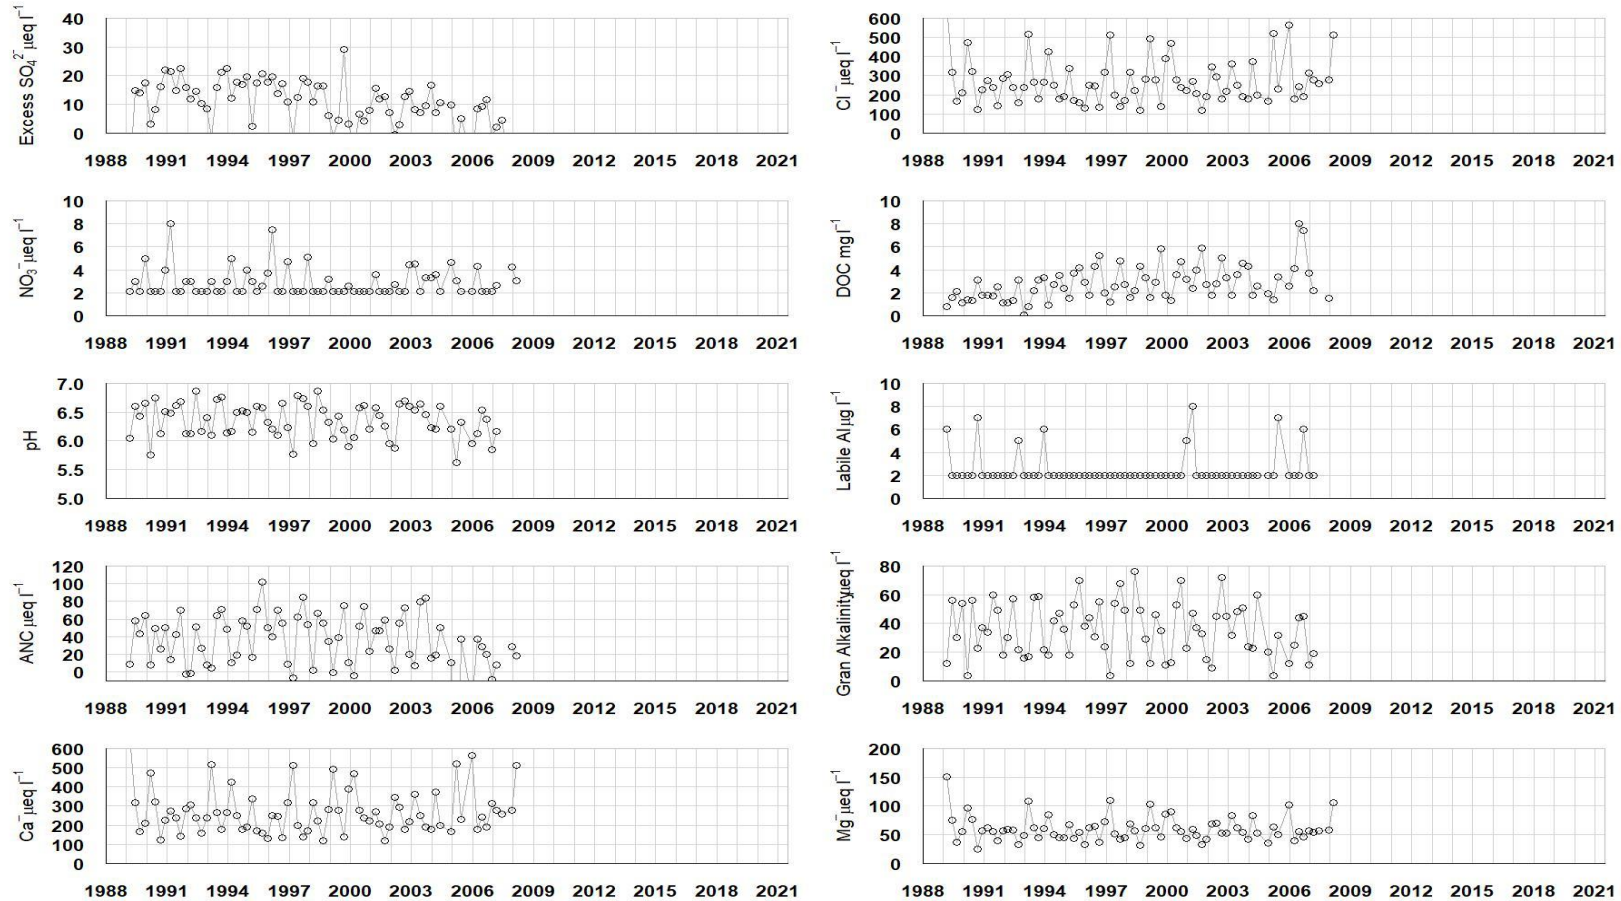 Excess SO₄²⁻ µeq l⁻¹
40
30
20
10
0
1988 1991 1994 1997 2000 2003 2006 2009 2012 2015 2018 2021
Cl⁻ µeq l⁻¹
600
500
400
300
200
100
0
1988 1991 1994 1997 2000 2003 2006 2009 2012 2015 2018 2021
NO₃⁻ µeq l⁻¹
10
8
6
4
2
0
1988 1991 1994 1997 2000 2003 2006 2009 2012 2015 2018 2021
DOC mg l⁻¹
10
8
6
4
2
0
1988 1991 1994 1997 2000 2003 2006 2009 2012 2015 2018 2021
pH
7.0
6.5
6.0
5.5
5.0
1988 1991 1994 1997 2000 2003 2006 2009 2012 2015 2018 2021
Labile Alµg l⁻¹
10
8
6
4
2
0
1988 1991 1994 1997 2000 2003 2006 2009 2012 2015 2018 2021
ANC µeq l⁻¹
120
100
80
60
40
20
0
1988 1991 1994 1997 2000 2003 2006 2009 2012 2015 2018 2021
Gran Alkalinityµeq l⁻¹
80
60
40
20
0
1988 1991 1994 1997 2000 2003 2006 2009 2012 2015 2018 2021
Ca⁻µeq l⁻¹
600
500
400
300
200
100
0
1988 1991 1994 1997 2000 2003 2006 2009 2012 2015 2018 2021
Mg⁻µeq l⁻¹
200
150
100
50
0
1988 1991 1994 1997 2000 2003 2006 2009 2012 2015 2018 2021